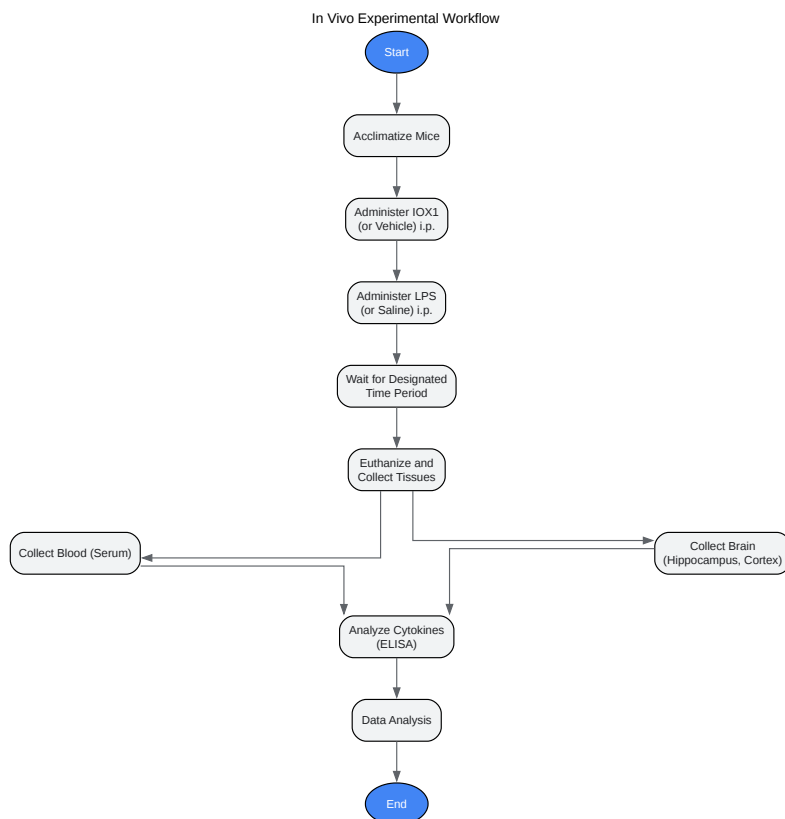 In Vivo Experimental Workflow
Start
Acclimatize Mice
Administer IOX1
(or Vehicle) i.p.
Administer LPS
(or Saline) i.p.
Wait for Designated
Time Period
Euthanize and
Collect Tissues
Collect Blood (Serum)
Collect Brain
(Hippocampus, Cortex)
Analyze Cytokines
(ELISA)
Data Analysis
End